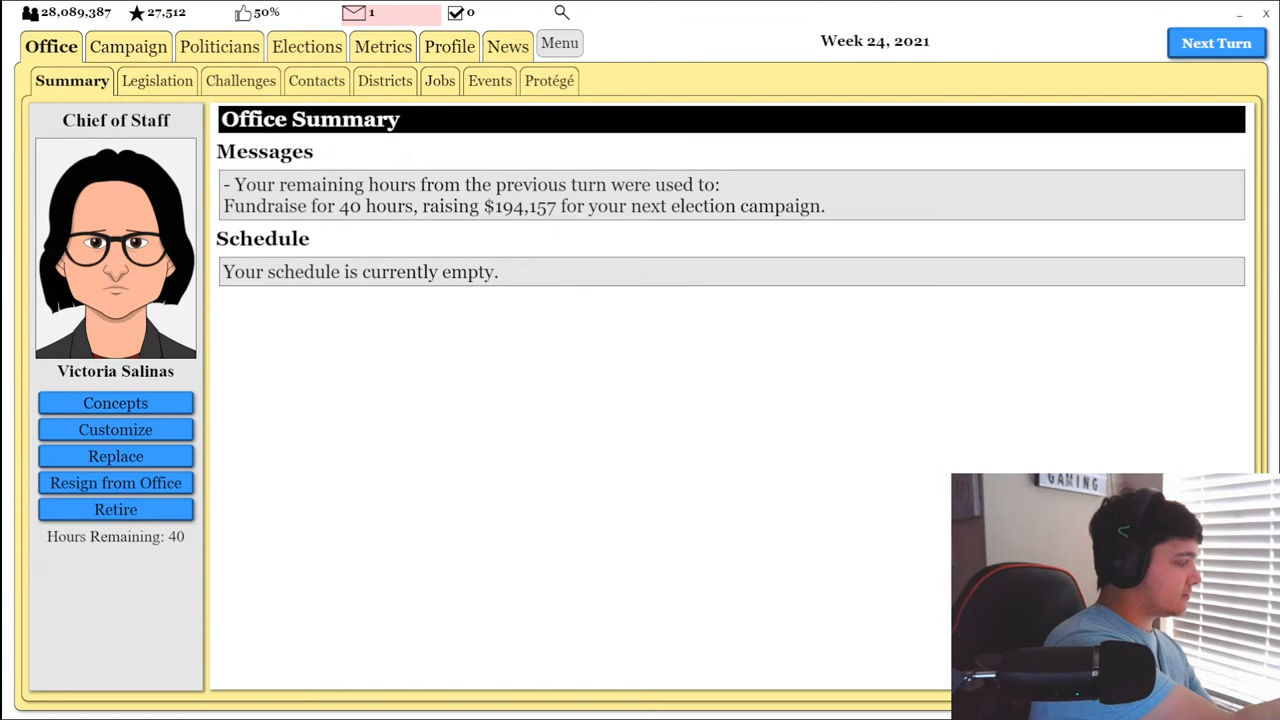 28,089,387 27,512 50% 1 0
_ x
Office Campaign Politicians Elections Metrics Profile News Menu
Week 24, 2021
Next Turn
Summary Legislation Challenges Contacts Districts Jobs Events Protégé
Chief of Staff
Victoria Salinas
Concepts
Customize
Replace
Resign from Office
Retire
Hours Remaining: 40
Office Summary
Messages
- Your remaining hours from the previous turn were used to:
Fundraise for 40 hours, raising $194,157 for your next election campaign.
Schedule
Your schedule is currently empty.
GAMING